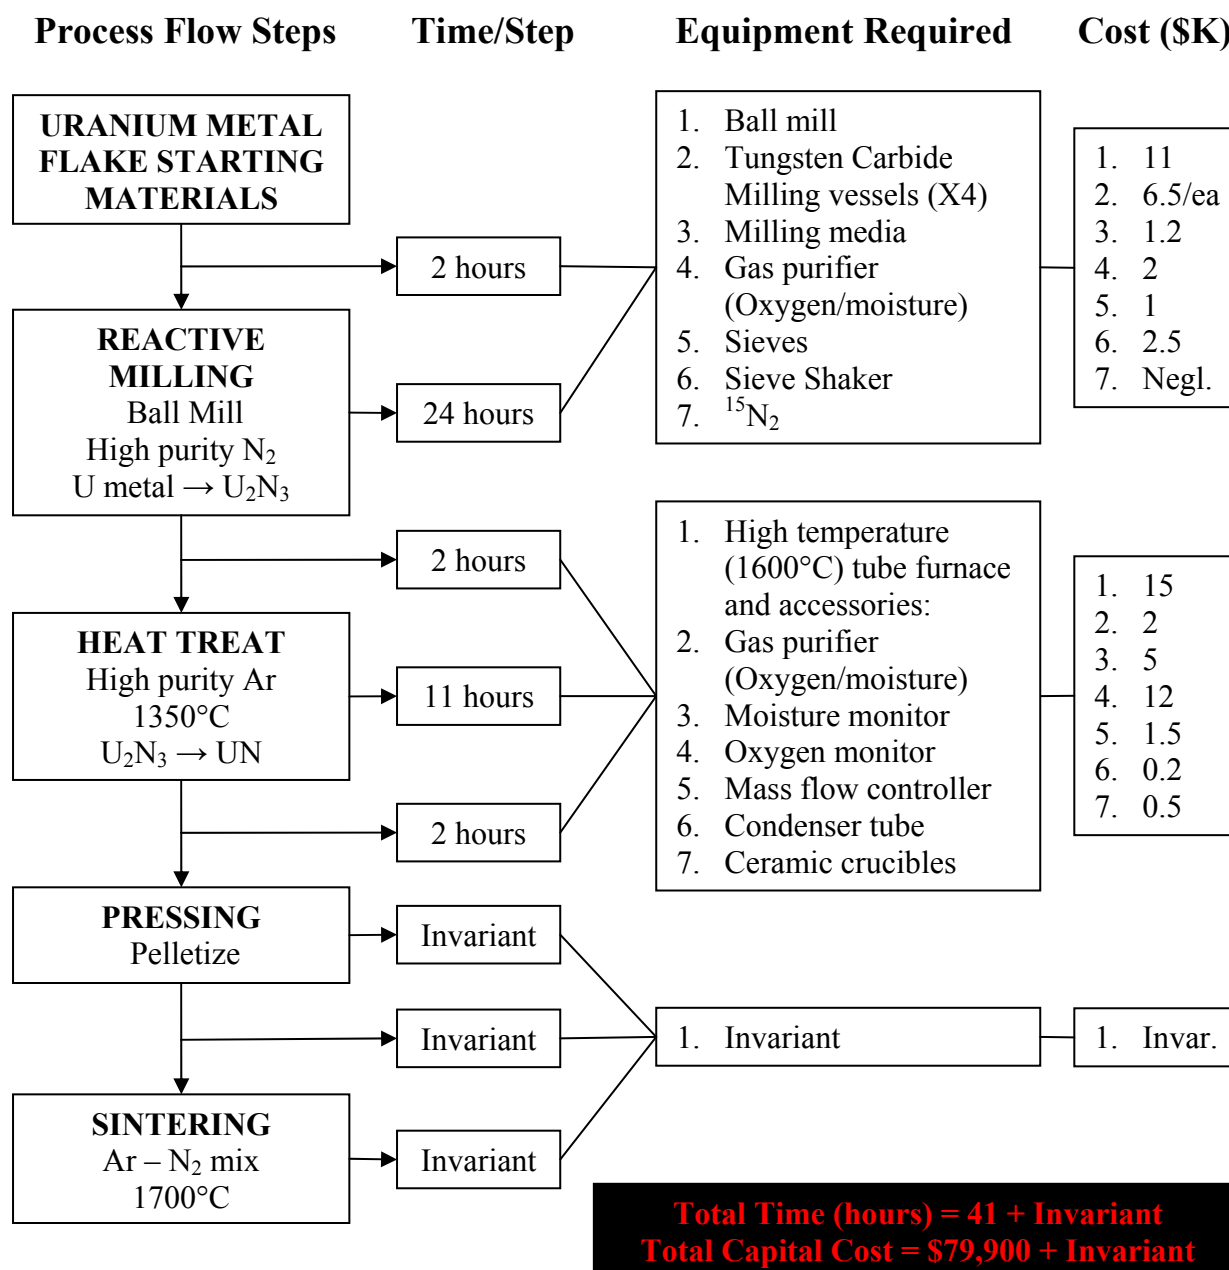 Process Flow Steps
Time/Step
Equipment Required
Cost ($K)
URANIUM METAL
FLAKE STARTING
MATERIALS
2 hours
REACTIVE
MILLING
Ball Mill
High purity N₂
U metal → U₂N₃
24 hours
1. Ball mill
2. Tungsten Carbide
Milling vessels (X4)
3. Milling media
4. Gas purifier
(Oxygen/moisture)
5. Sieves
6. Sieve Shaker
7. ¹⁵N₂
1. 11
2. 6.5/ea
3. 1.2
4. 2
5. 1
6. 2.5
7. Negl.
2 hours
HEAT TREAT
High purity Ar
1350°C
U₂N₃ → UN
11 hours
2 hours
1. High temperature
(1600°C) tube furnace
and accessories:
2. Gas purifier
(Oxygen/moisture)
3. Moisture monitor
4. Oxygen monitor
5. Mass flow controller
6. Condenser tube
7. Ceramic crucibles
1. 15
2. 2
3. 5
4. 12
5. 1.5
6. 0.2
7. 0.5
PRESSING
Pelletize
Invariant
Invariant
SINTERING
Ar – N₂ mix
1700°C
Invariant
1. Invariant
1. Invar.
Total Time (hours) = 41 + Invariant
Total Capital Cost = $79,900 + Invariant